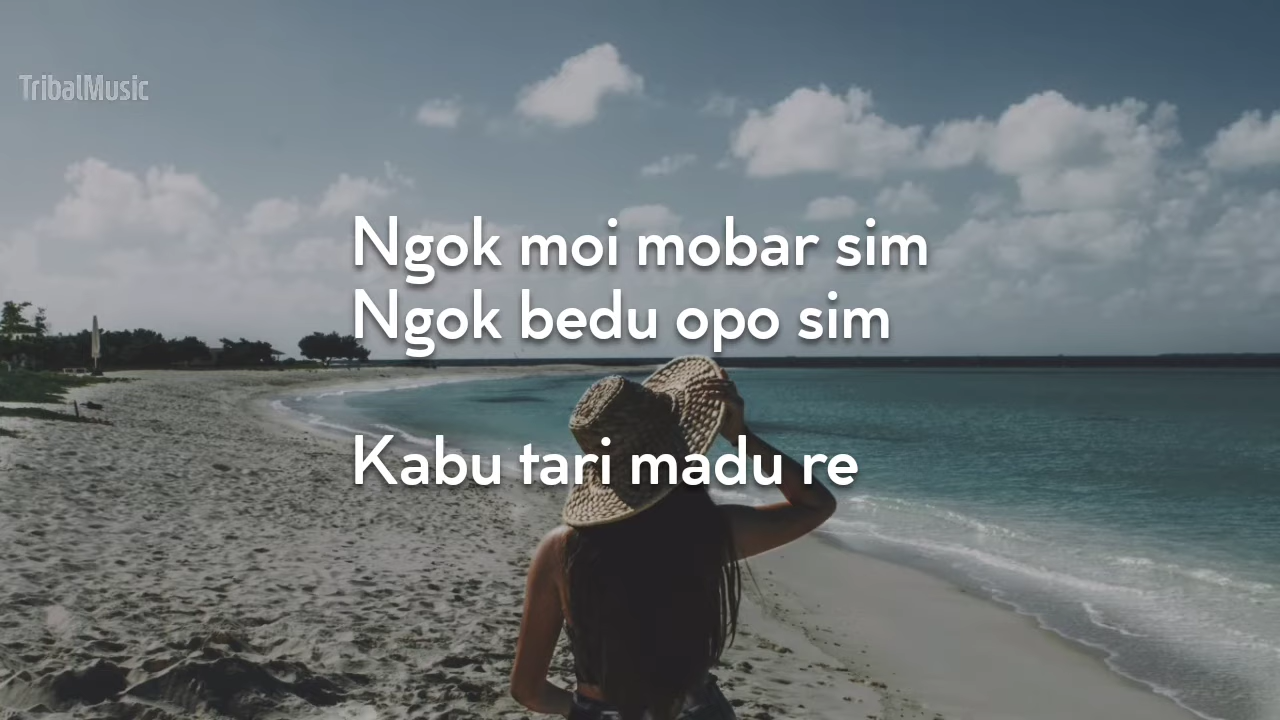 TribalMusic
Ngok moi mobar sim
Ngok bedu opo sim
Kabu tari madu re